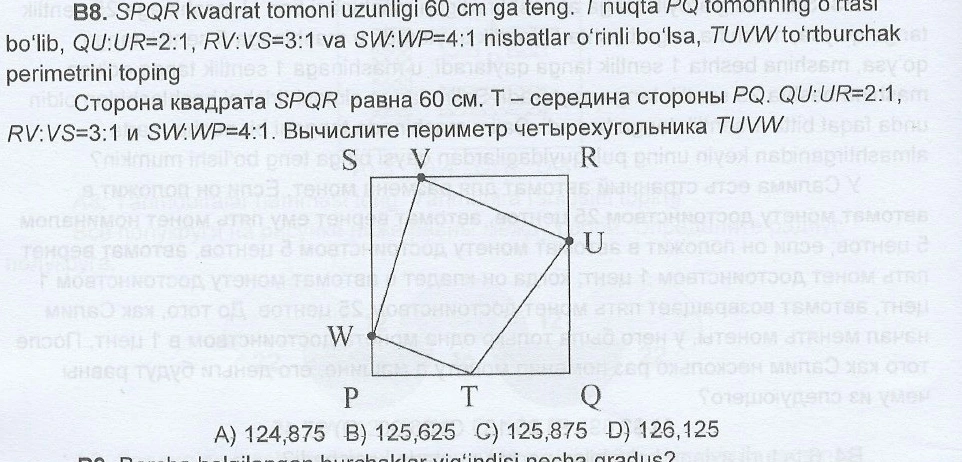 B8. SPQR kvadrat tomoni uzunligi 60 cm ga teng. T nuqta PQ tomonning o'rtasi
bo'lib, QU:UR=2:1, RV:VS=3:1 va SW:WP=4:1 nisbatlar o'rinli bo'lsa, TUVW to'rtburchak
perimetrini toping
Сторона квадрата SPQR равна 60 см. T – середина стороны PQ. QU:UR=2:1,
RV:VS=3:1 и SW:WP=4:1. Вычислите периметр четырехугольника TUVW
S V R
U
W
P T Q
A) 124,875 B) 125,625 C) 125,875 D) 126,125